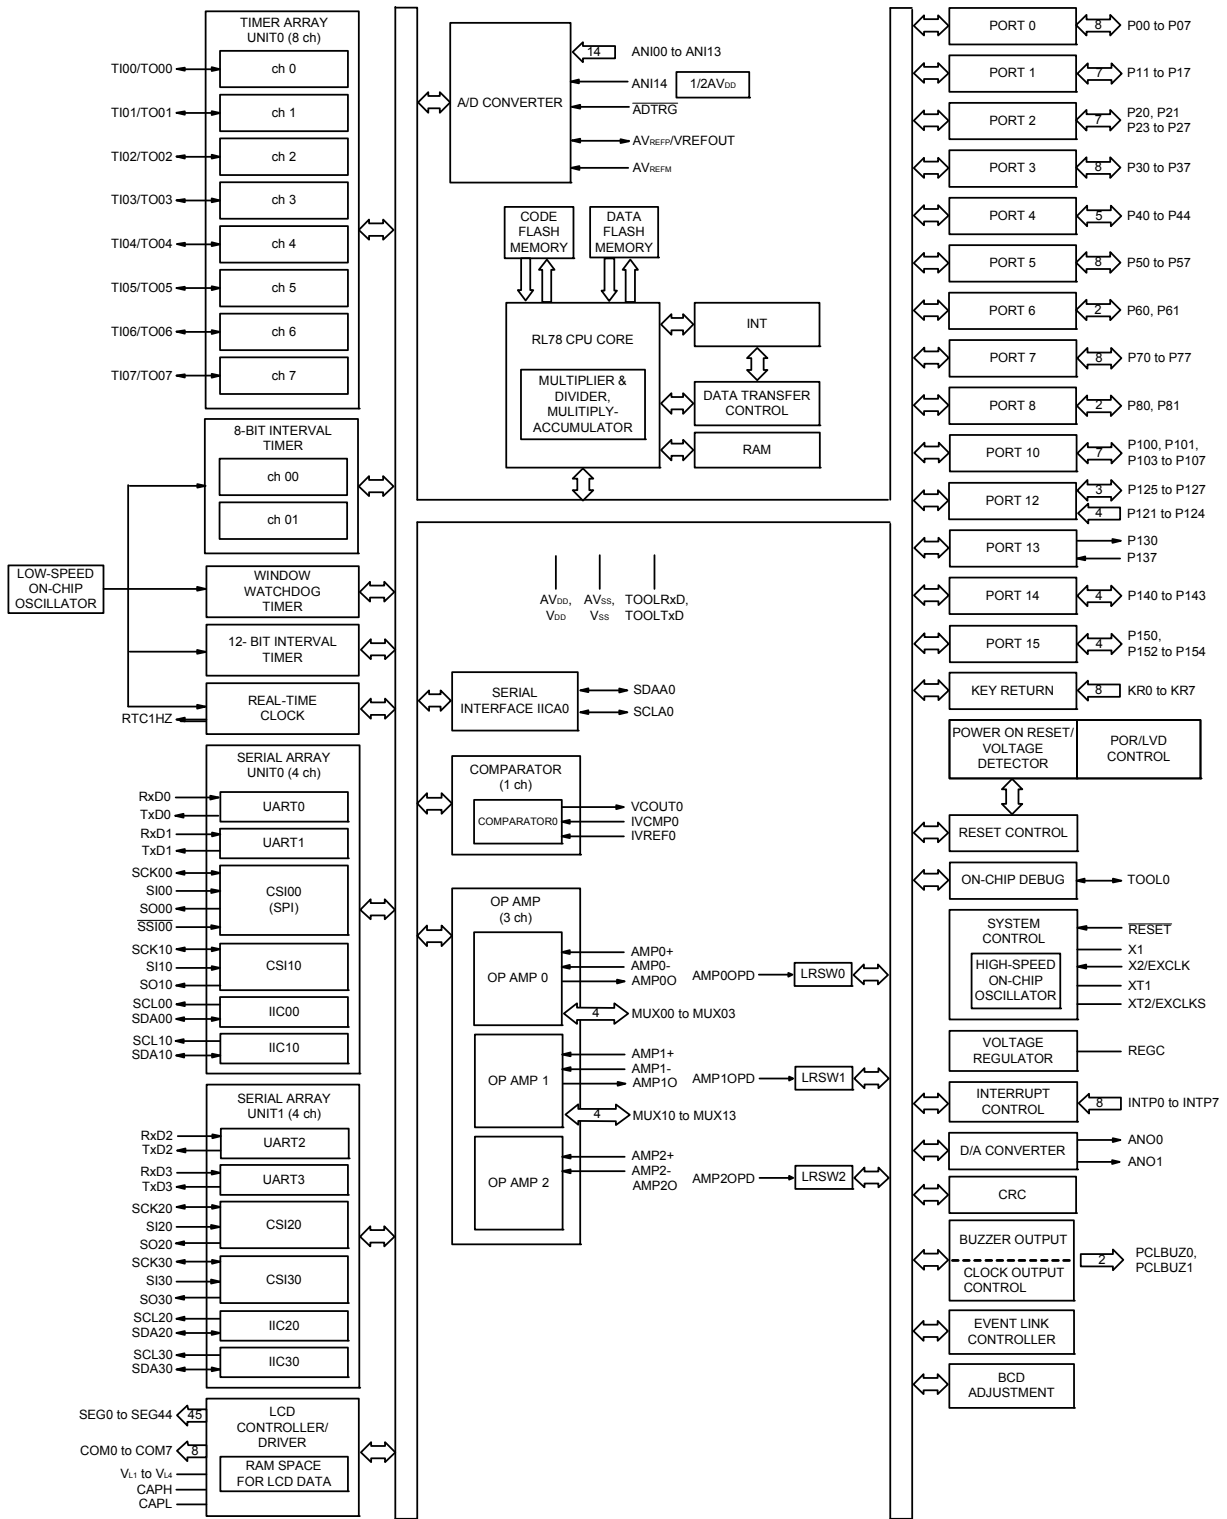 TIMER ARRAY
UNIT0 (8 ch)
TI00/TO00
ch 0
TI01/TO01
ch 1
TI02/TO02
ch 2
TI03/TO03
ch 3
TI04/TO04
ch 4
TI05/TO05
ch 5
TI06/TO06
ch 6
TI07/TO07
ch 7
8-BIT INTERVAL
TIMER
ch 00
ch 01
LOW-SPEED
ON-CHIP
OSCILLATOR
WINDOW
WATCHDOG
TIMER
12- BIT INTERVAL
TIMER
REAL-TIME
CLOCK
RTC1HZ
SERIAL ARRAY
UNIT0 (4 ch)
RxD0
TxD0
UART0
RxD1
TxD1
UART1
SCK00
SI00
SO00
SSI00
CSI00
(SPI)
SCK10
SI10
SO10
CSI10
SCL00
SDA00
IIC00
SCL10
SDA10
IIC10
SERIAL ARRAY
UNIT1 (4 ch)
RxD2
TxD2
UART2
RxD3
TxD3
UART3
SCK20
SI20
SO20
CSI20
SCK30
SI30
SO30
CSI30
SCL20
SDA20
IIC20
SCL30
SDA30
IIC30
LCD
CONTROLLER/
DRIVER
RAM SPACE
FOR LCD DATA
SEG0 to SEG44
45
COM0 to COM7
8
VL1 to VL4
CAPH
CAPL
A/D CONVERTER
14
ANI00 to ANI13
ANI14
1/2AVDD
ADTRG
AVREFP/VREFOUT
AVREFM
CODE
FLASH
MEMORY
DATA
FLASH
MEMORY
RL78 CPU CORE
MULTIPLIER &
DIVIDER,
MULTIPLY-
ACCUMULATOR
INT
DATA TRANSFER
CONTROL
RAM
AVDD,
VDD
AVSS,
VSS
TOOLRxD,
TOOLTxD
SERIAL
INTERFACE IICA0
SDAA0
SCLA0
COMPARATOR
(1 ch)
COMPARATOR0
VCOUT0
IVCMP0
IVREF0
OP AMP
(3 ch)
OP AMP 0
AMP0+
AMP0-
AMP0O
4
MUX00 to MUX03
AMP0OPD
LRSW0
OP AMP 1
AMP1+
AMP1-
AMP1O
4
MUX10 to MUX13
AMP1OPD
LRSW1
OP AMP 2
AMP2+
AMP2-
AMP2O
AMP2OPD
LRSW2
PORT 0
8
P00 to P07
PORT 1
7
P11 to P17
PORT 2
7
P20, P21
P23 to P27
PORT 3
8
P30 to P37
PORT 4
5
P40 to P44
PORT 5
8
P50 to P57
PORT 6
2
P60, P61
PORT 7
8
P70 to P77
PORT 8
2
P80, P81
PORT 10
7
P100, P101,
P103 to P107
PORT 12
3
P125 to P127
4
P121 to P124
PORT 13
P130
P137
PORT 14
4
P140 to P143
PORT 15
4
P150,
P152 to P154
KEY RETURN
8
KR0 to KR7
POWER ON RESET/
VOLTAGE
DETECTOR
POR/LVD
CONTROL
RESET CONTROL
ON-CHIP DEBUG
TOOL0
SYSTEM
CONTROL
HIGH-SPEED
ON-CHIP
OSCILLATOR
RESET
X1
X2/EXCLK
XT1
XT2/EXCLKS
VOLTAGE
REGULATOR
REGC
INTERRUPT
CONTROL
8
INTP0 to INTP7
D/A CONVERTER
ANO0
ANO1
CRC
BUZZER OUTPUT
CLOCK OUTPUT
CONTROL
2
PCLBUZ0,
PCLBUZ1
EVENT LINK
CONTROLLER
BCD
ADJUSTMENT